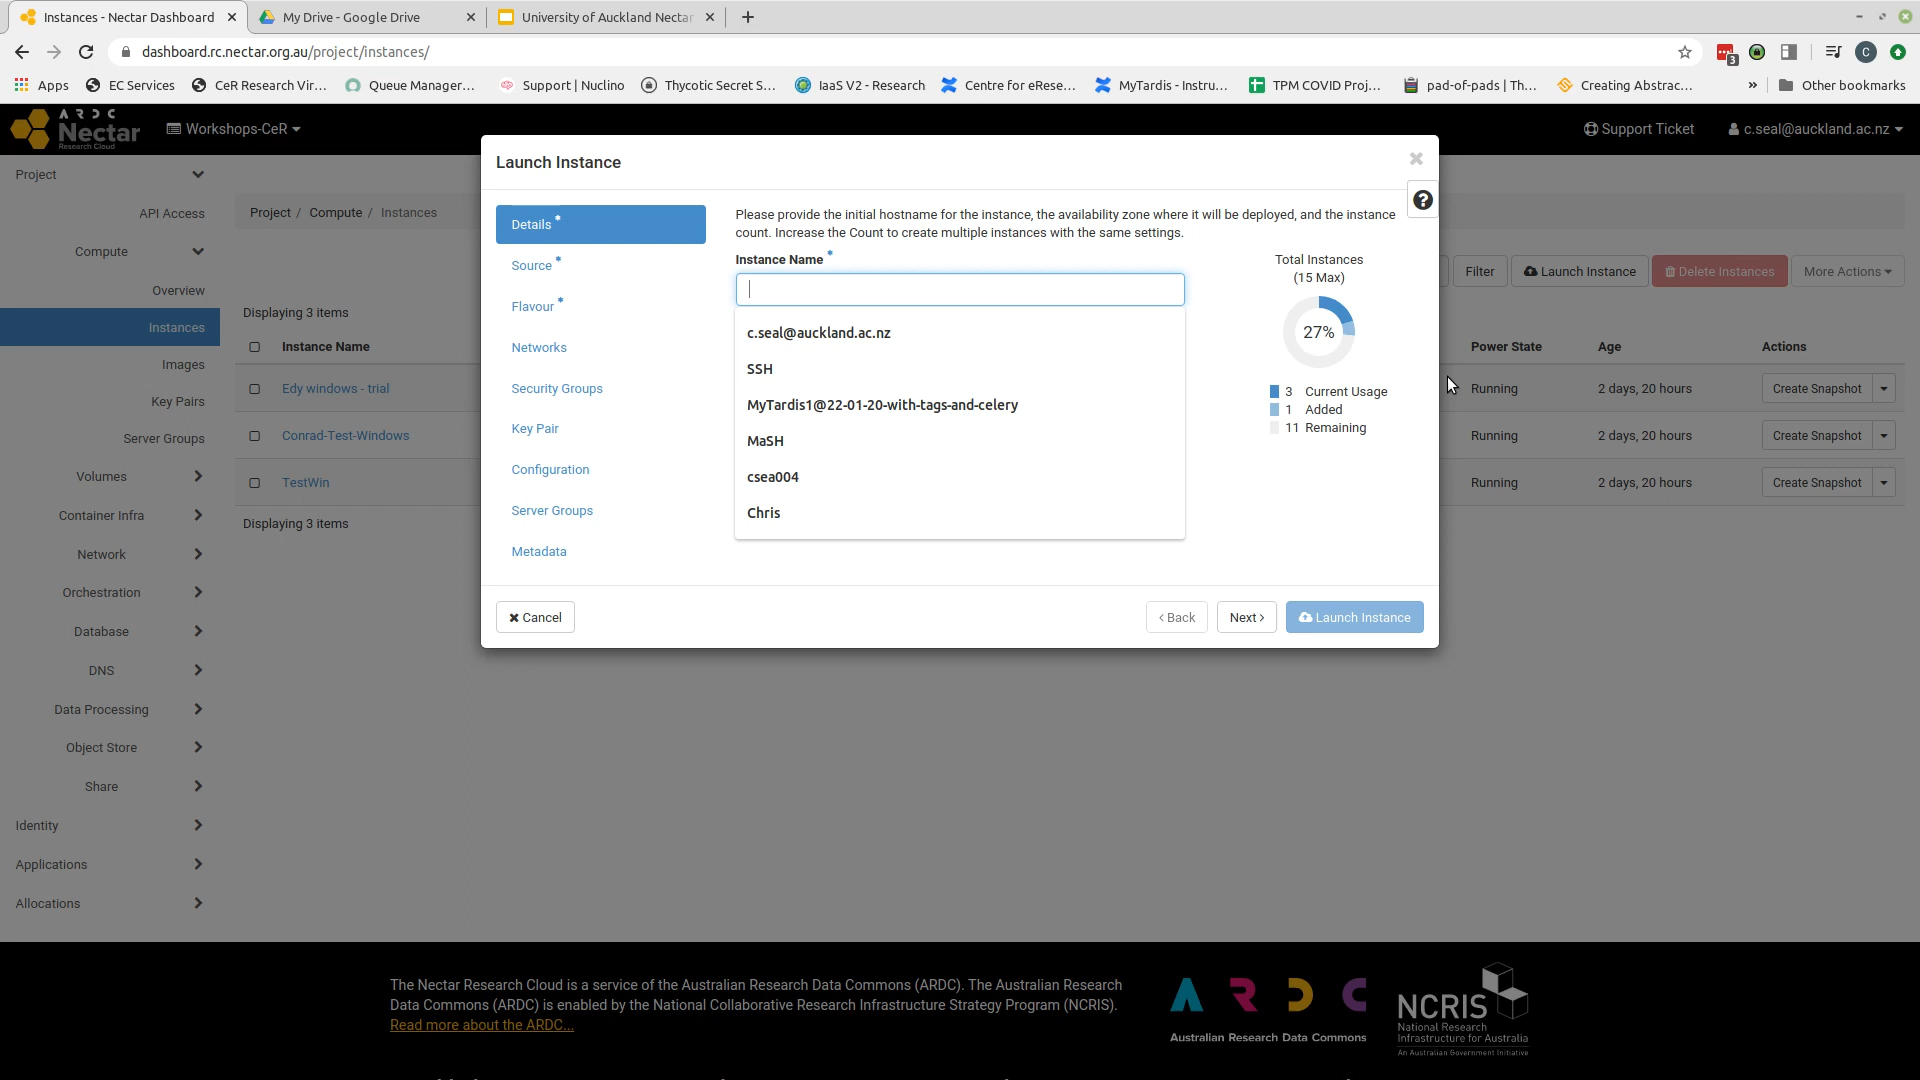 Instances - Nectar Dashboard
My Drive - Google Drive
University of Auckland Nectar
dashboard.rc.nectar.org.au/project/instances/
3
C
Apps
EC Services
CeR Research Vir...
Queue Manager...
Support | Nuclino
Thycotic Secret S...
IaaS V2 - Research
Centre for eRese...
MyTardis - Instru...
TPM COVID Proj...
pad-of-pads | Th...
Creating Abstrac...
»
Other bookmarks
ARDC
Nectar
Research Cloud
Workshops-CeR
Support Ticket
c.seal@auckland.ac.nz
Project
API Access
Compute
Overview
Instances
Images
Key Pairs
Server Groups
Volumes
Container Infra
Network
Orchestration
Database
DNS
Data Processing
Object Store
Share
Identity
Applications
Allocations
Project / Compute / Instances
Filter
Launch Instance
Delete Instances
More Actions
Displaying 3 items
Instance Name
Power State
Age
Actions
Edy windows - trial
Running
2 days, 20 hours
Create Snapshot
Conrad-Test-Windows
Running
2 days, 20 hours
Create Snapshot
TestWin
Running
2 days, 20 hours
Create Snapshot
Displaying 3 items
Launch Instance
?
Details *
Source *
Flavour *
Networks
Security Groups
Key Pair
Configuration
Server Groups
Metadata
Please provide the initial hostname for the instance, the availability zone where it will be deployed, and the instance
count. Increase the Count to create multiple instances with the same settings.
Instance Name *
c.seal@auckland.ac.nz
SSH
MyTardis1@22-01-20-with-tags-and-celery
MaSH
csea004
Chris
Total Instances
(15 Max)
27%
3 Current Usage
1 Added
11 Remaining
Cancel
< Back
Next >
Launch Instance
The Nectar Research Cloud is a service of the Australian Research Data Commons (ARDC). The Australian Research
Data Commons (ARDC) is enabled by the National Collaborative Research Infrastructure Strategy Program (NCRIS).
Read more about the ARDC...
ARDC
Australian Research Data Commons
NCRIS
National Research
Infrastructure for Australia
An Australian Government Initiative